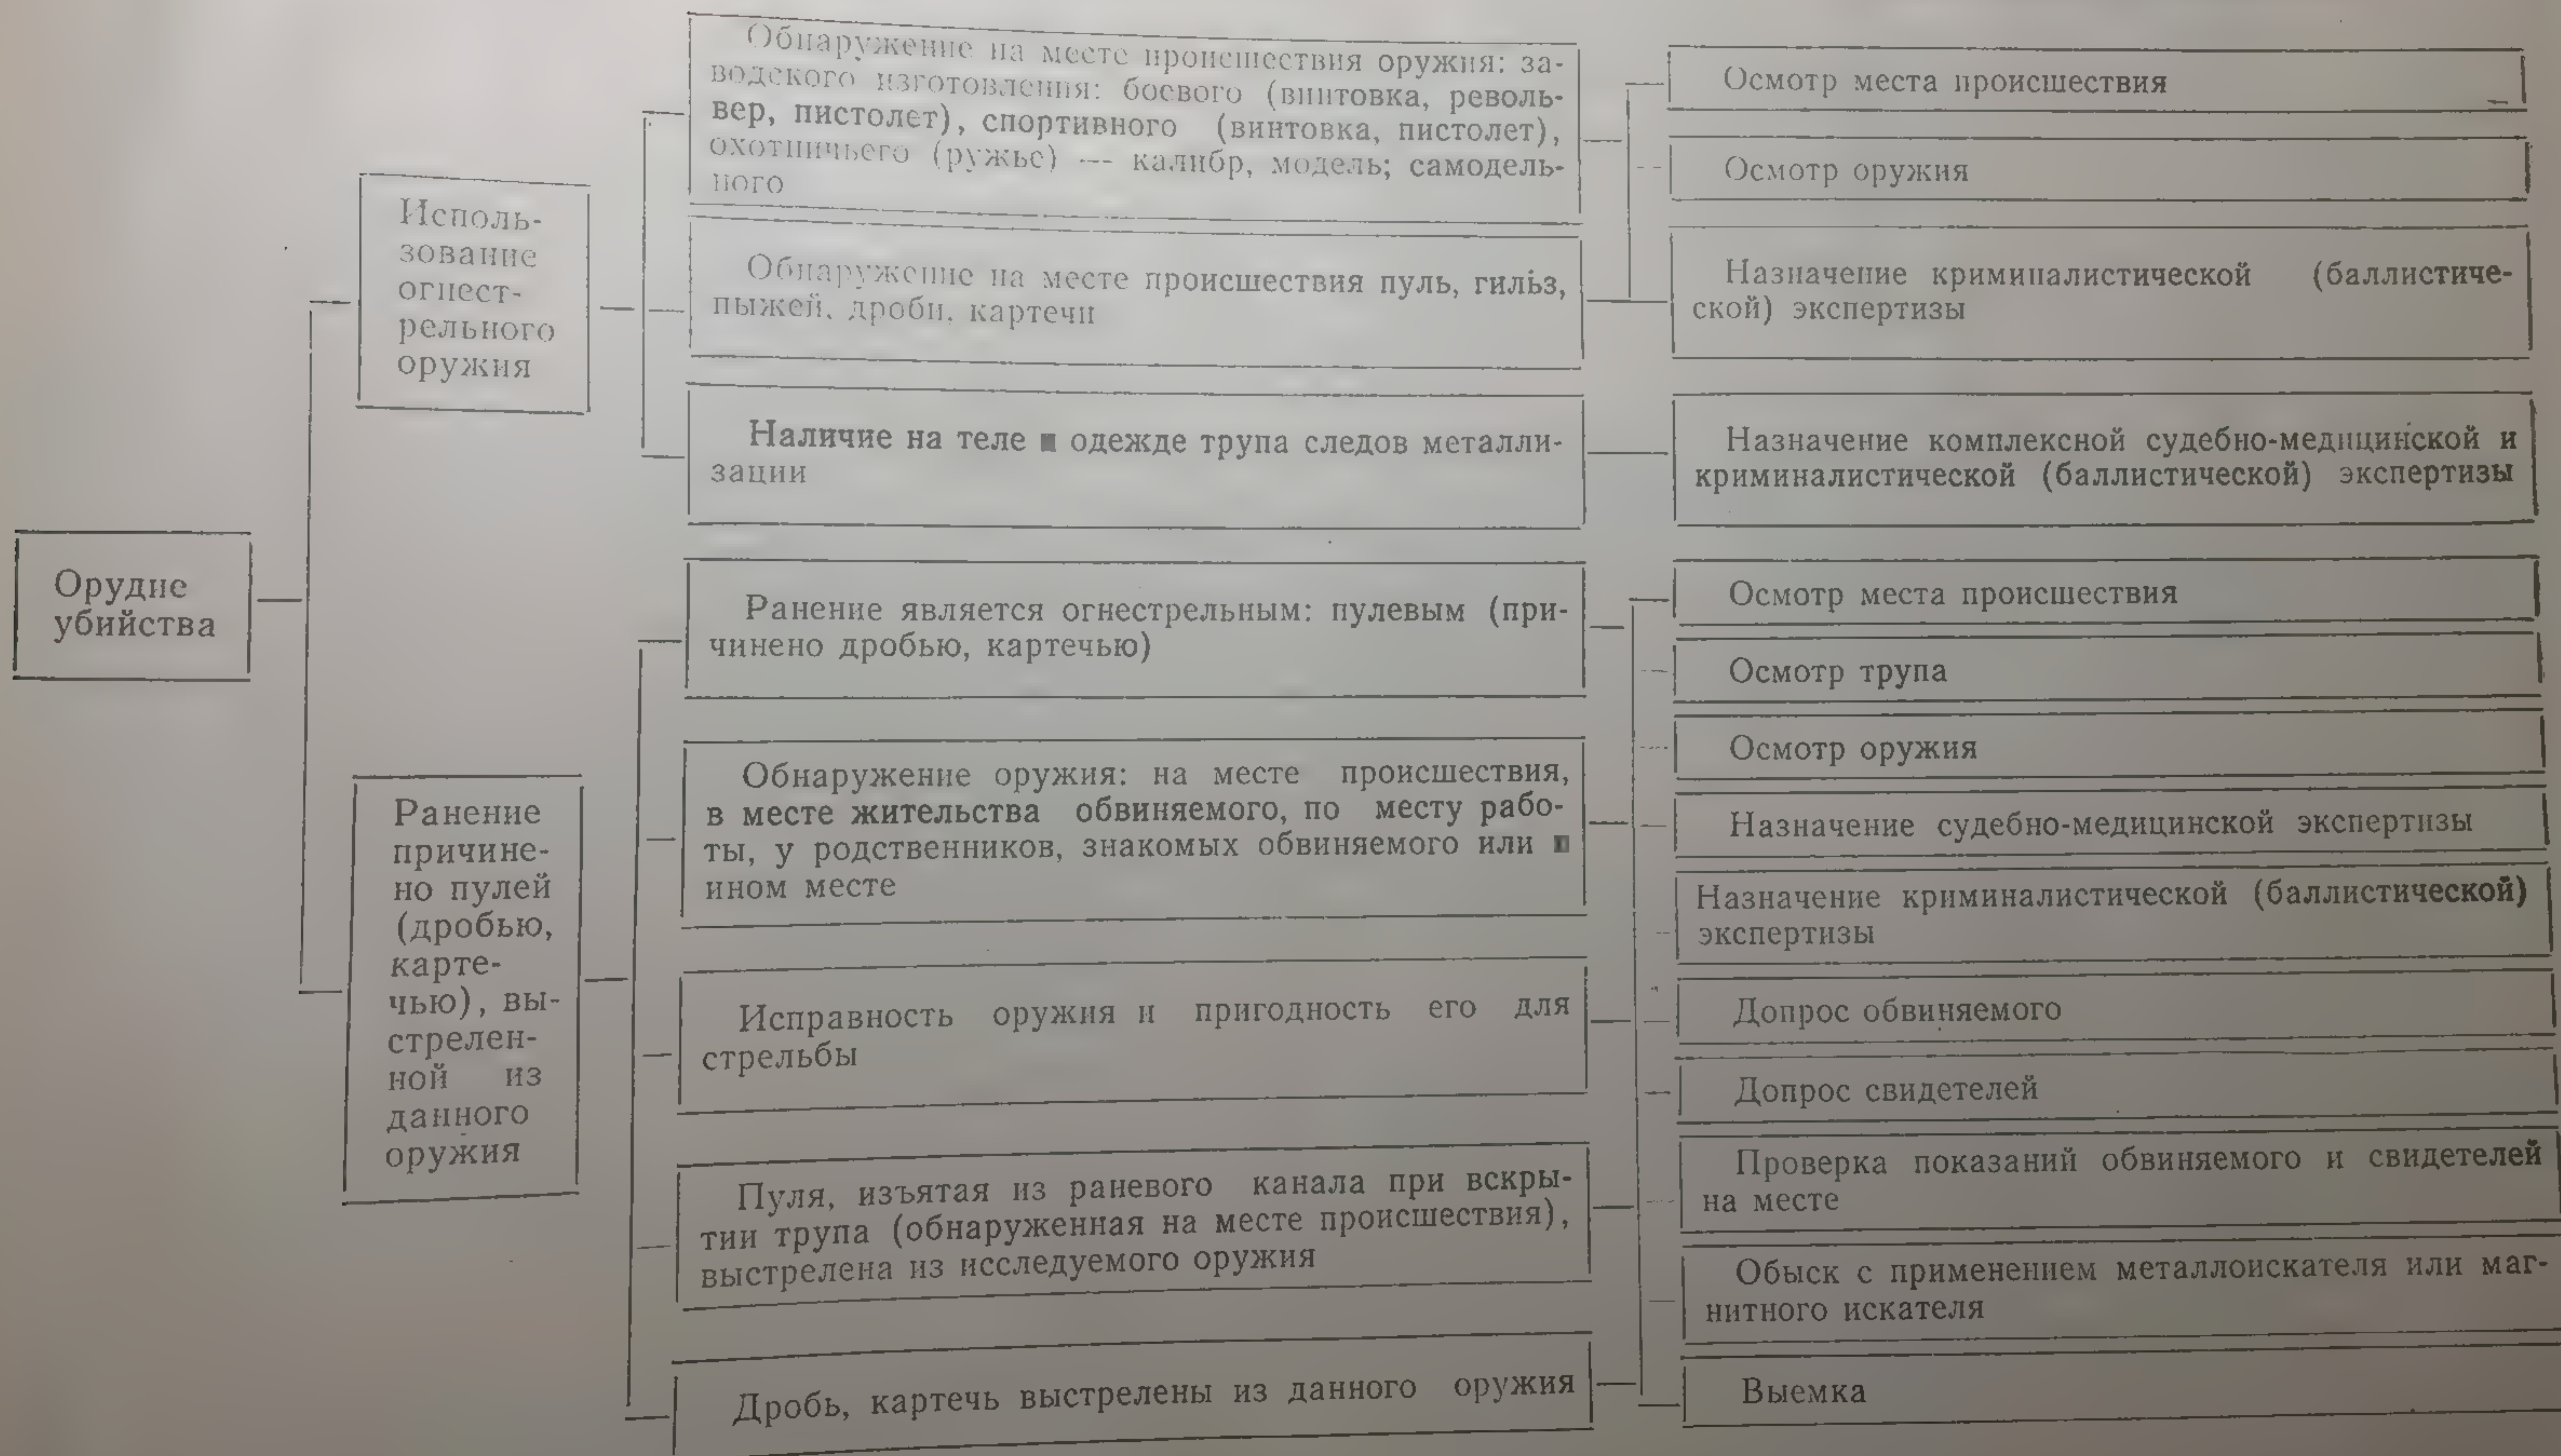 Орудие
убийства
Исполь-
зование
огнест-
рельного
оружия
Обнаружение на месте происшествия оружия: за-
водского изготовления: боевого (винтовка, револь-
вер, пистолет), спортивного (винтовка, пистолет),
охотничьего (ружье) — калибр, модель; самодель-
ного
Обнаружение на месте происшествия пуль, гильз,
пыжей, дроби, картечи
Наличие на теле и одежде трупа следов металли-
зации
Осмотр места происшествия
Осмотр оружия
Назначение криминалистической (баллистиче-
ской) экспертизы
Назначение комплексной судебно-медицинской и
криминалистической (баллистической) экспертизы
Ранение
причине-
но пулей
(дробью,
карте-
чью), вы-
стрелен-
ной из
данного
оружия
Ранение является огнестрельным: пулевым (при-
чинено дробью, картечью)
Обнаружение оружия: на месте происшествия,
в месте жительства обвиняемого, по месту рабо-
ты, у родственников, знакомых обвиняемого или в
ином месте
Исправность оружия и пригодность его для
стрельбы
Пуля, изъятая из раневого канала при вскры-
тии трупа (обнаруженная на месте происшествия),
выстрелена из исследуемого оружия
Дробь, картечь выстрелены из данного оружия
Осмотр места происшествия
Осмотр трупа
Осмотр оружия
Назначение судебно-медицинской экспертизы
Назначение криминалистической (баллистической)
экспертизы
Допрос обвиняемого
Допрос свидетелей
Проверка показаний обвиняемого и свидетелей
на месте
Обыск с применением металлоискателя или маг-
нитного искателя
Выемка